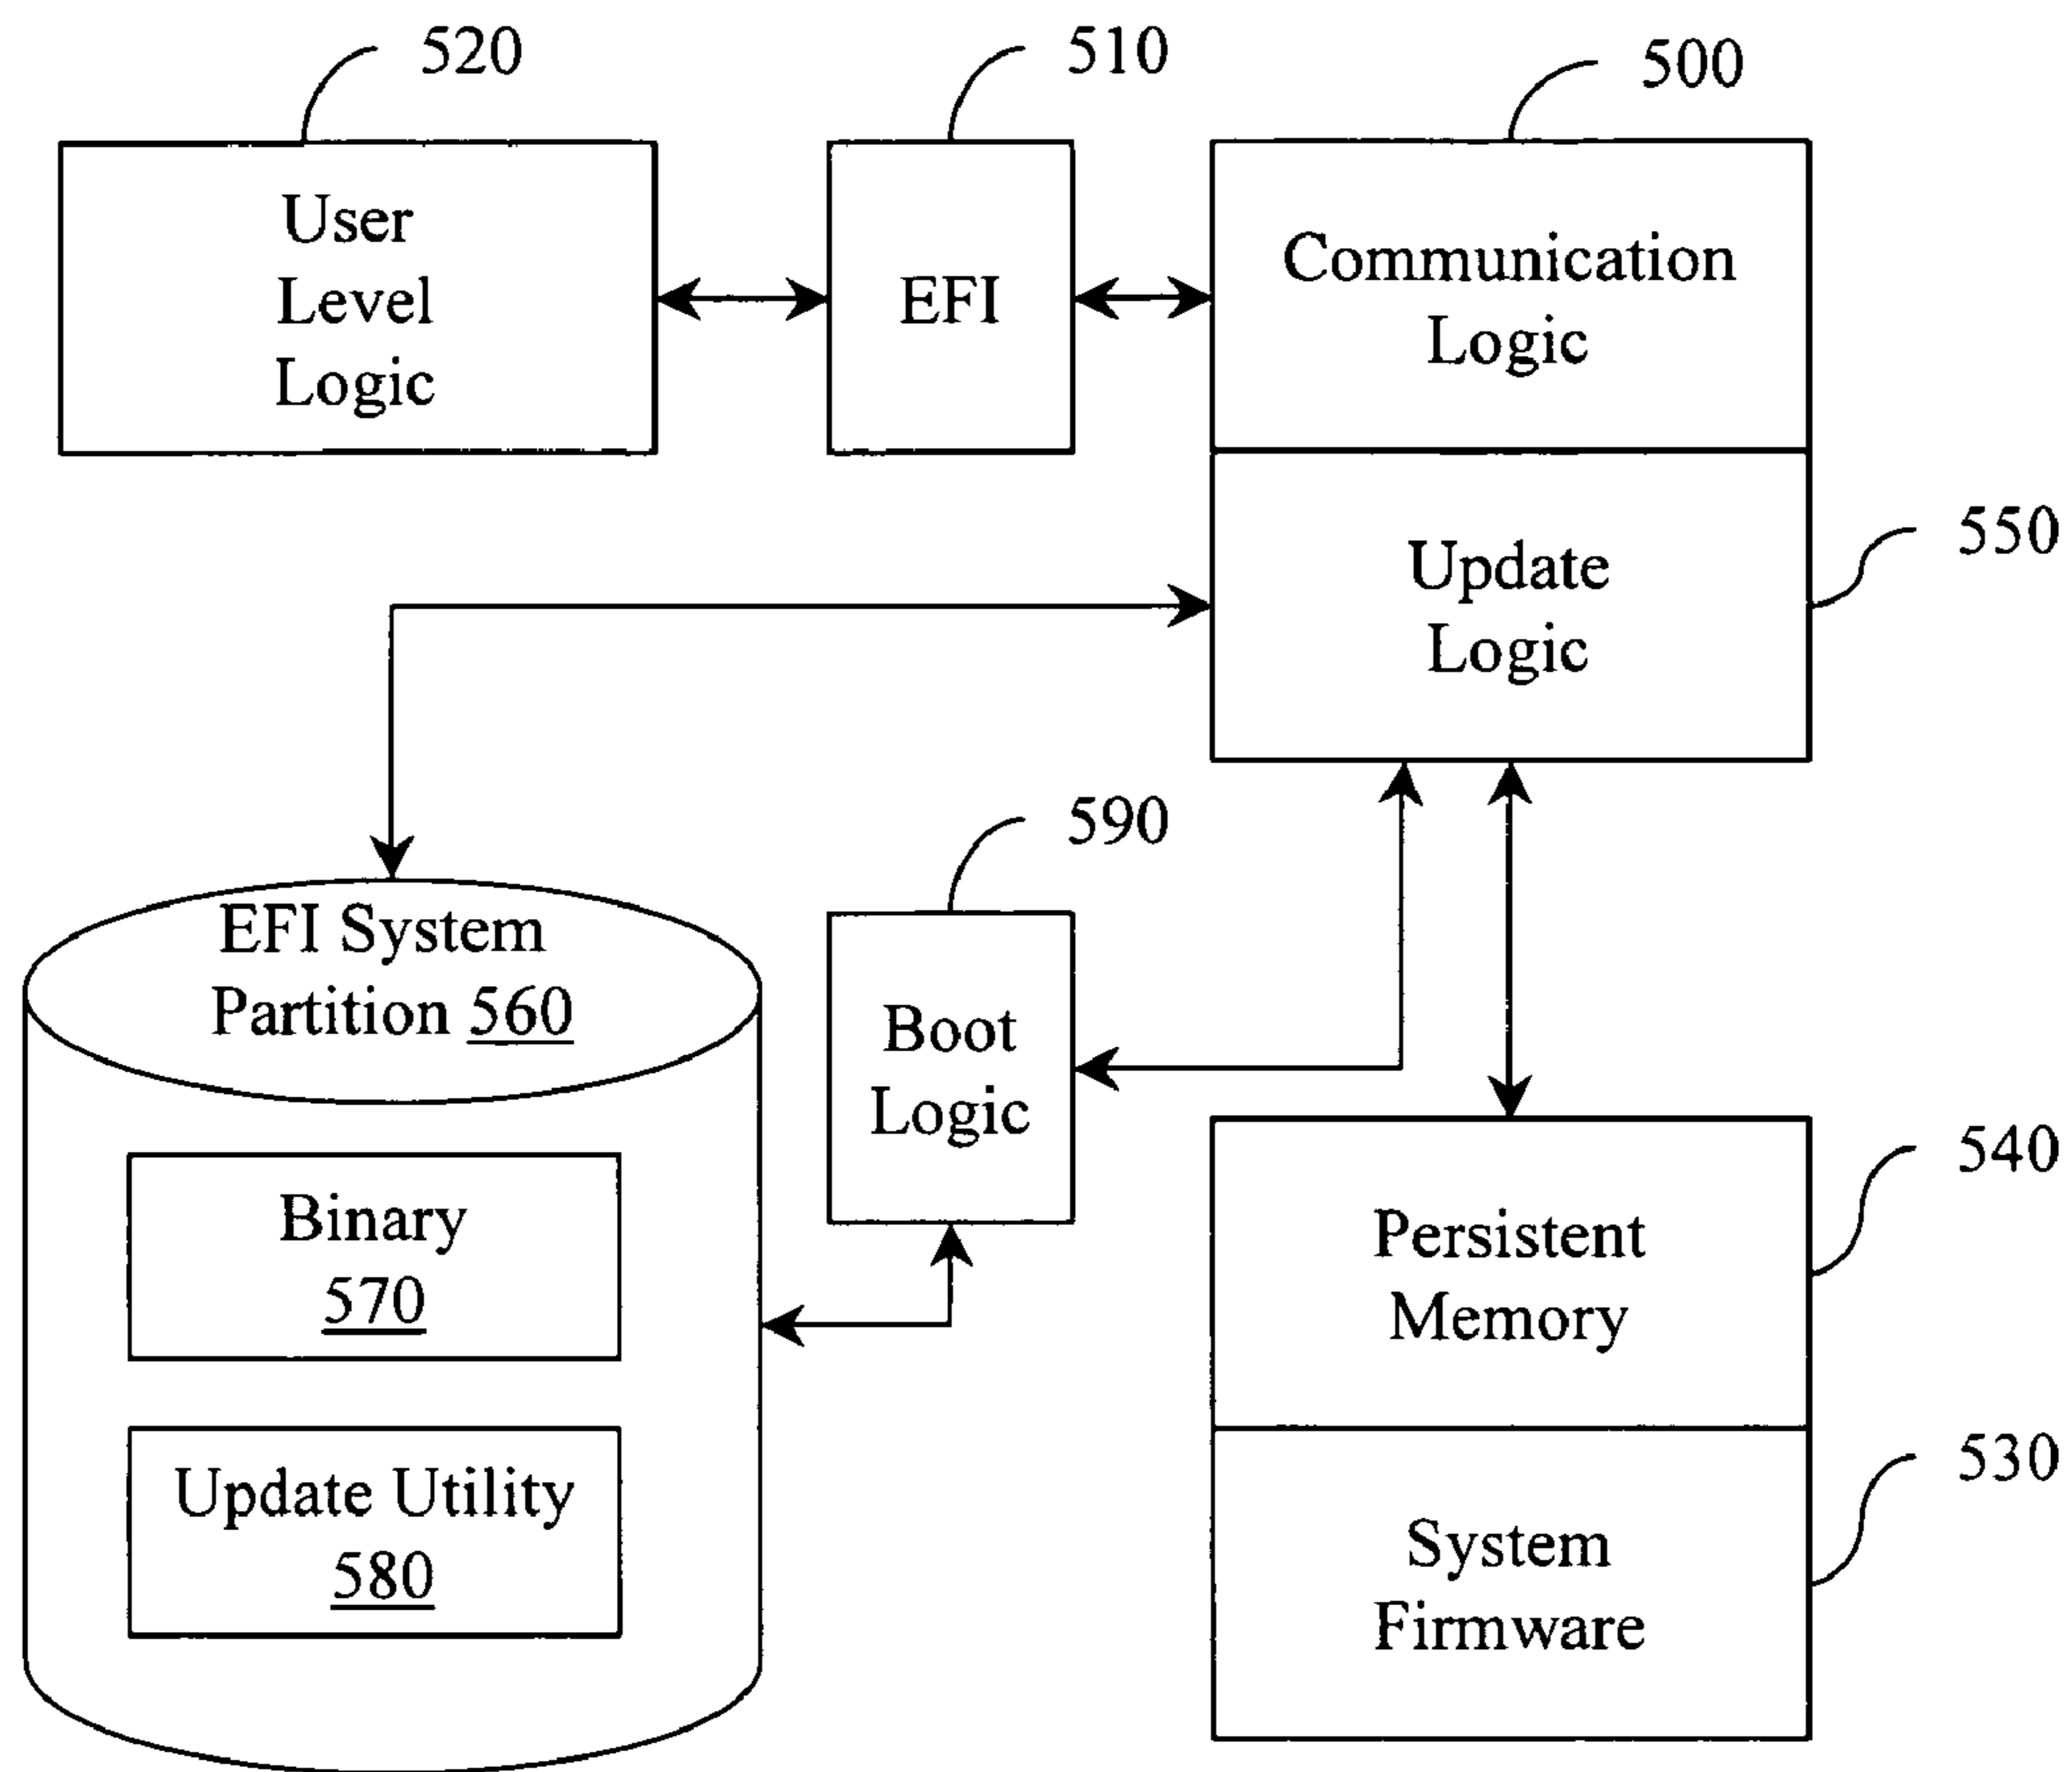 520
510
500
User
Level
Logic
EFI
Communication
Logic
Update
Logic
550
590
EFI System
Partition 560
Boot
Logic
Binary
570
Update Utility
580
Persistent
Memory
540
System
Firmware
530